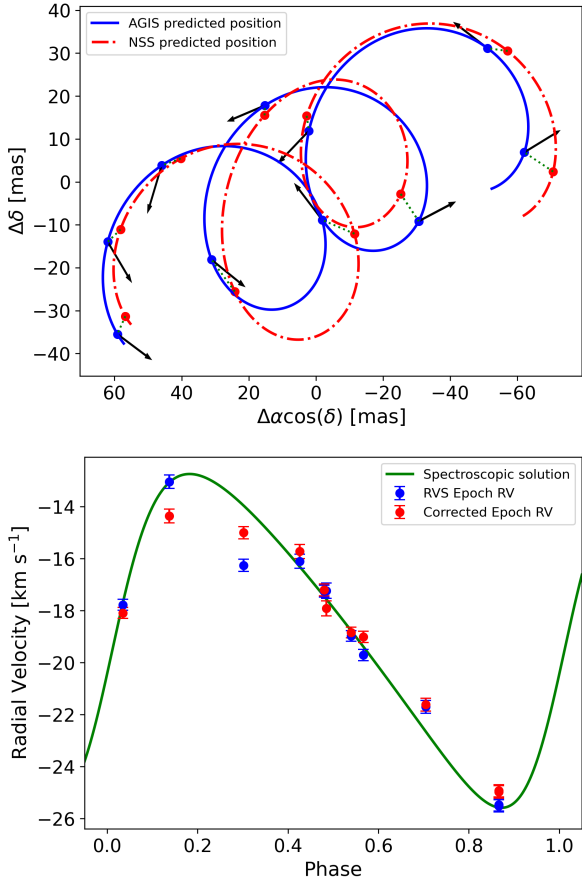 40
30
20
10
0
−10
−20
−30
−40
Δδ [mas]
AGIS predicted position
NSS predicted position
60 40 20 0 −20 −40 −60
Δαcos(δ) [mas]
−14
−16
−18
−20
−22
−24
−26
Radial Velocity [km s⁻¹]
Spectroscopic solution
RVS Epoch RV
Corrected Epoch RV
0.0 0.2 0.4 0.6 0.8 1.0
Phase